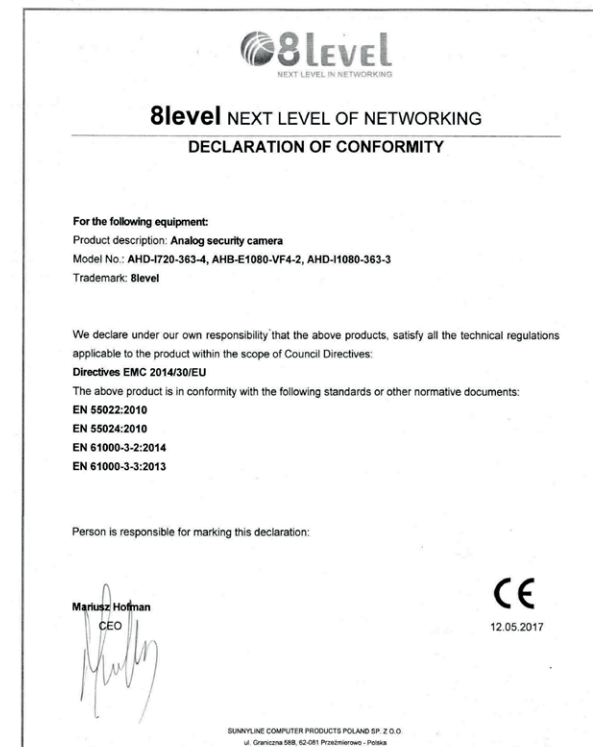 8LEVEL
NEXT LEVEL IN NETWORKING
8level NEXT LEVEL OF NETWORKING
DECLARATION OF CONFORMITY
For the following equipment:
Product description: Analog security camera
Model No.: AHD-I720-363-4, AHB-E1080-VF4-2, AHD-I1080-363-3
Trademark: 8level
We declare under our own responsibility that the above products, satisfy all the technical regulations
applicable to the product within the scope of Council Directives:
Directives EMC 2014/30/EU
The above product is in conformity with the following standards or other normative documents:
EN 55022:2010
EN 55024:2010
EN 61000-3-2:2014
EN 61000-3-3:2013
Person is responsible for marking this declaration:
Mariusz Hofman
CEO
CE
12.05.2017
SUNNYLINE COMPUTER PRODUCTS POLAND SP. Z O.O.
ul. Graniczna 58B, 62-081 Przeźmierowo - Polska